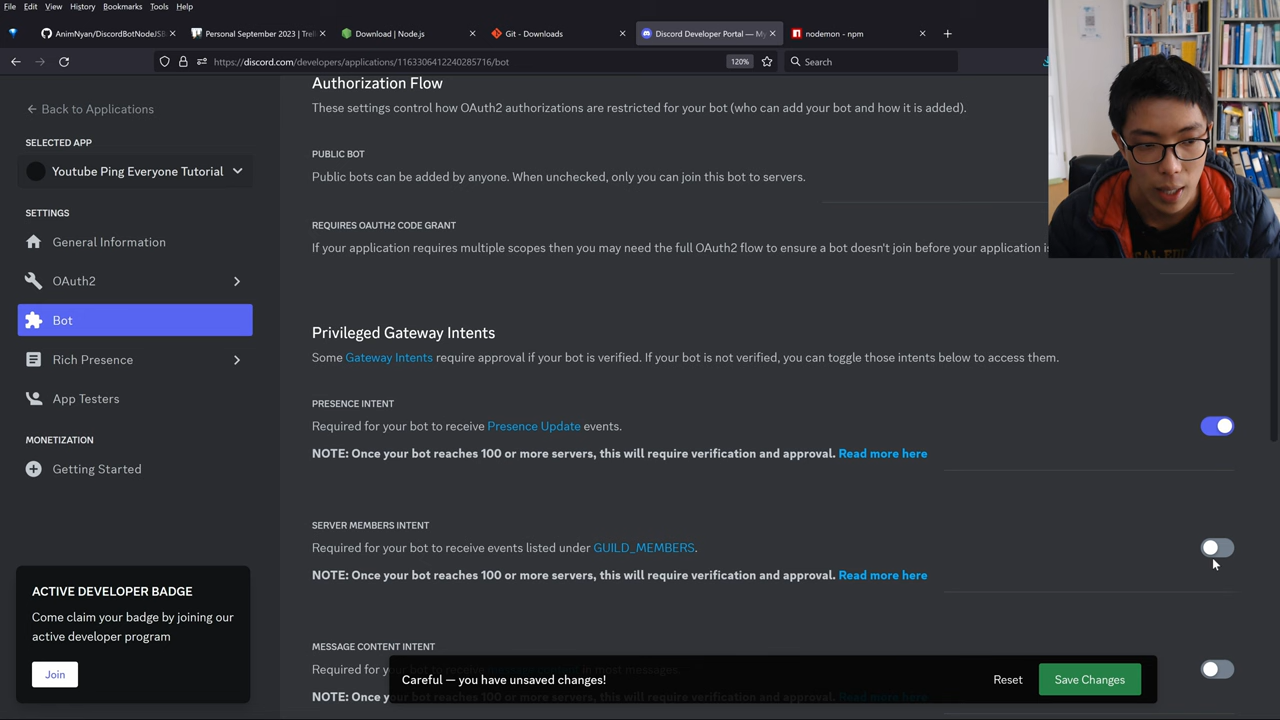 File Edit View History Bookmarks Tools Help
AnimNyan/DiscordBotNodeJSB
Personal September 2023 | Trel
Download | Node.js
Git - Downloads
Discord Developer Portal — My
nodemon - npm
https://discord.com/developers/applications/1163306412240285716/bot
120%
Search
Back to Applications
SELECTED APP
Youtube Ping Everyone Tutorial
SETTINGS
General Information
OAuth2
Bot
Rich Presence
App Testers
MONETIZATION
Getting Started
ACTIVE DEVELOPER BADGE
Come claim your badge by joining our
active developer program
Join
Authorization Flow
These settings control how OAuth2 authorizations are restricted for your bot (who can add your bot and how it is added).
PUBLIC BOT
Public bots can be added by anyone. When unchecked, only you can join this bot to servers.
REQUIRES OAUTH2 CODE GRANT
If your application requires multiple scopes then you may need the full OAuth2 flow to ensure a bot doesn't join before your application is
Privileged Gateway Intents
Some Gateway Intents require approval if your bot is verified. If your bot is not verified, you can toggle those intents below to access them.
PRESENCE INTENT
Required for your bot to receive Presence Update events.
NOTE: Once your bot reaches 100 or more servers, this will require verification and approval. Read more here
SERVER MEMBERS INTENT
Required for your bot to receive events listed under GUILD_MEMBERS.
NOTE: Once your bot reaches 100 or more servers, this will require verification and approval. Read more here
MESSAGE CONTENT INTENT
Required for y
NOTE: Once
Careful — you have unsaved changes!
Reset
Save Changes